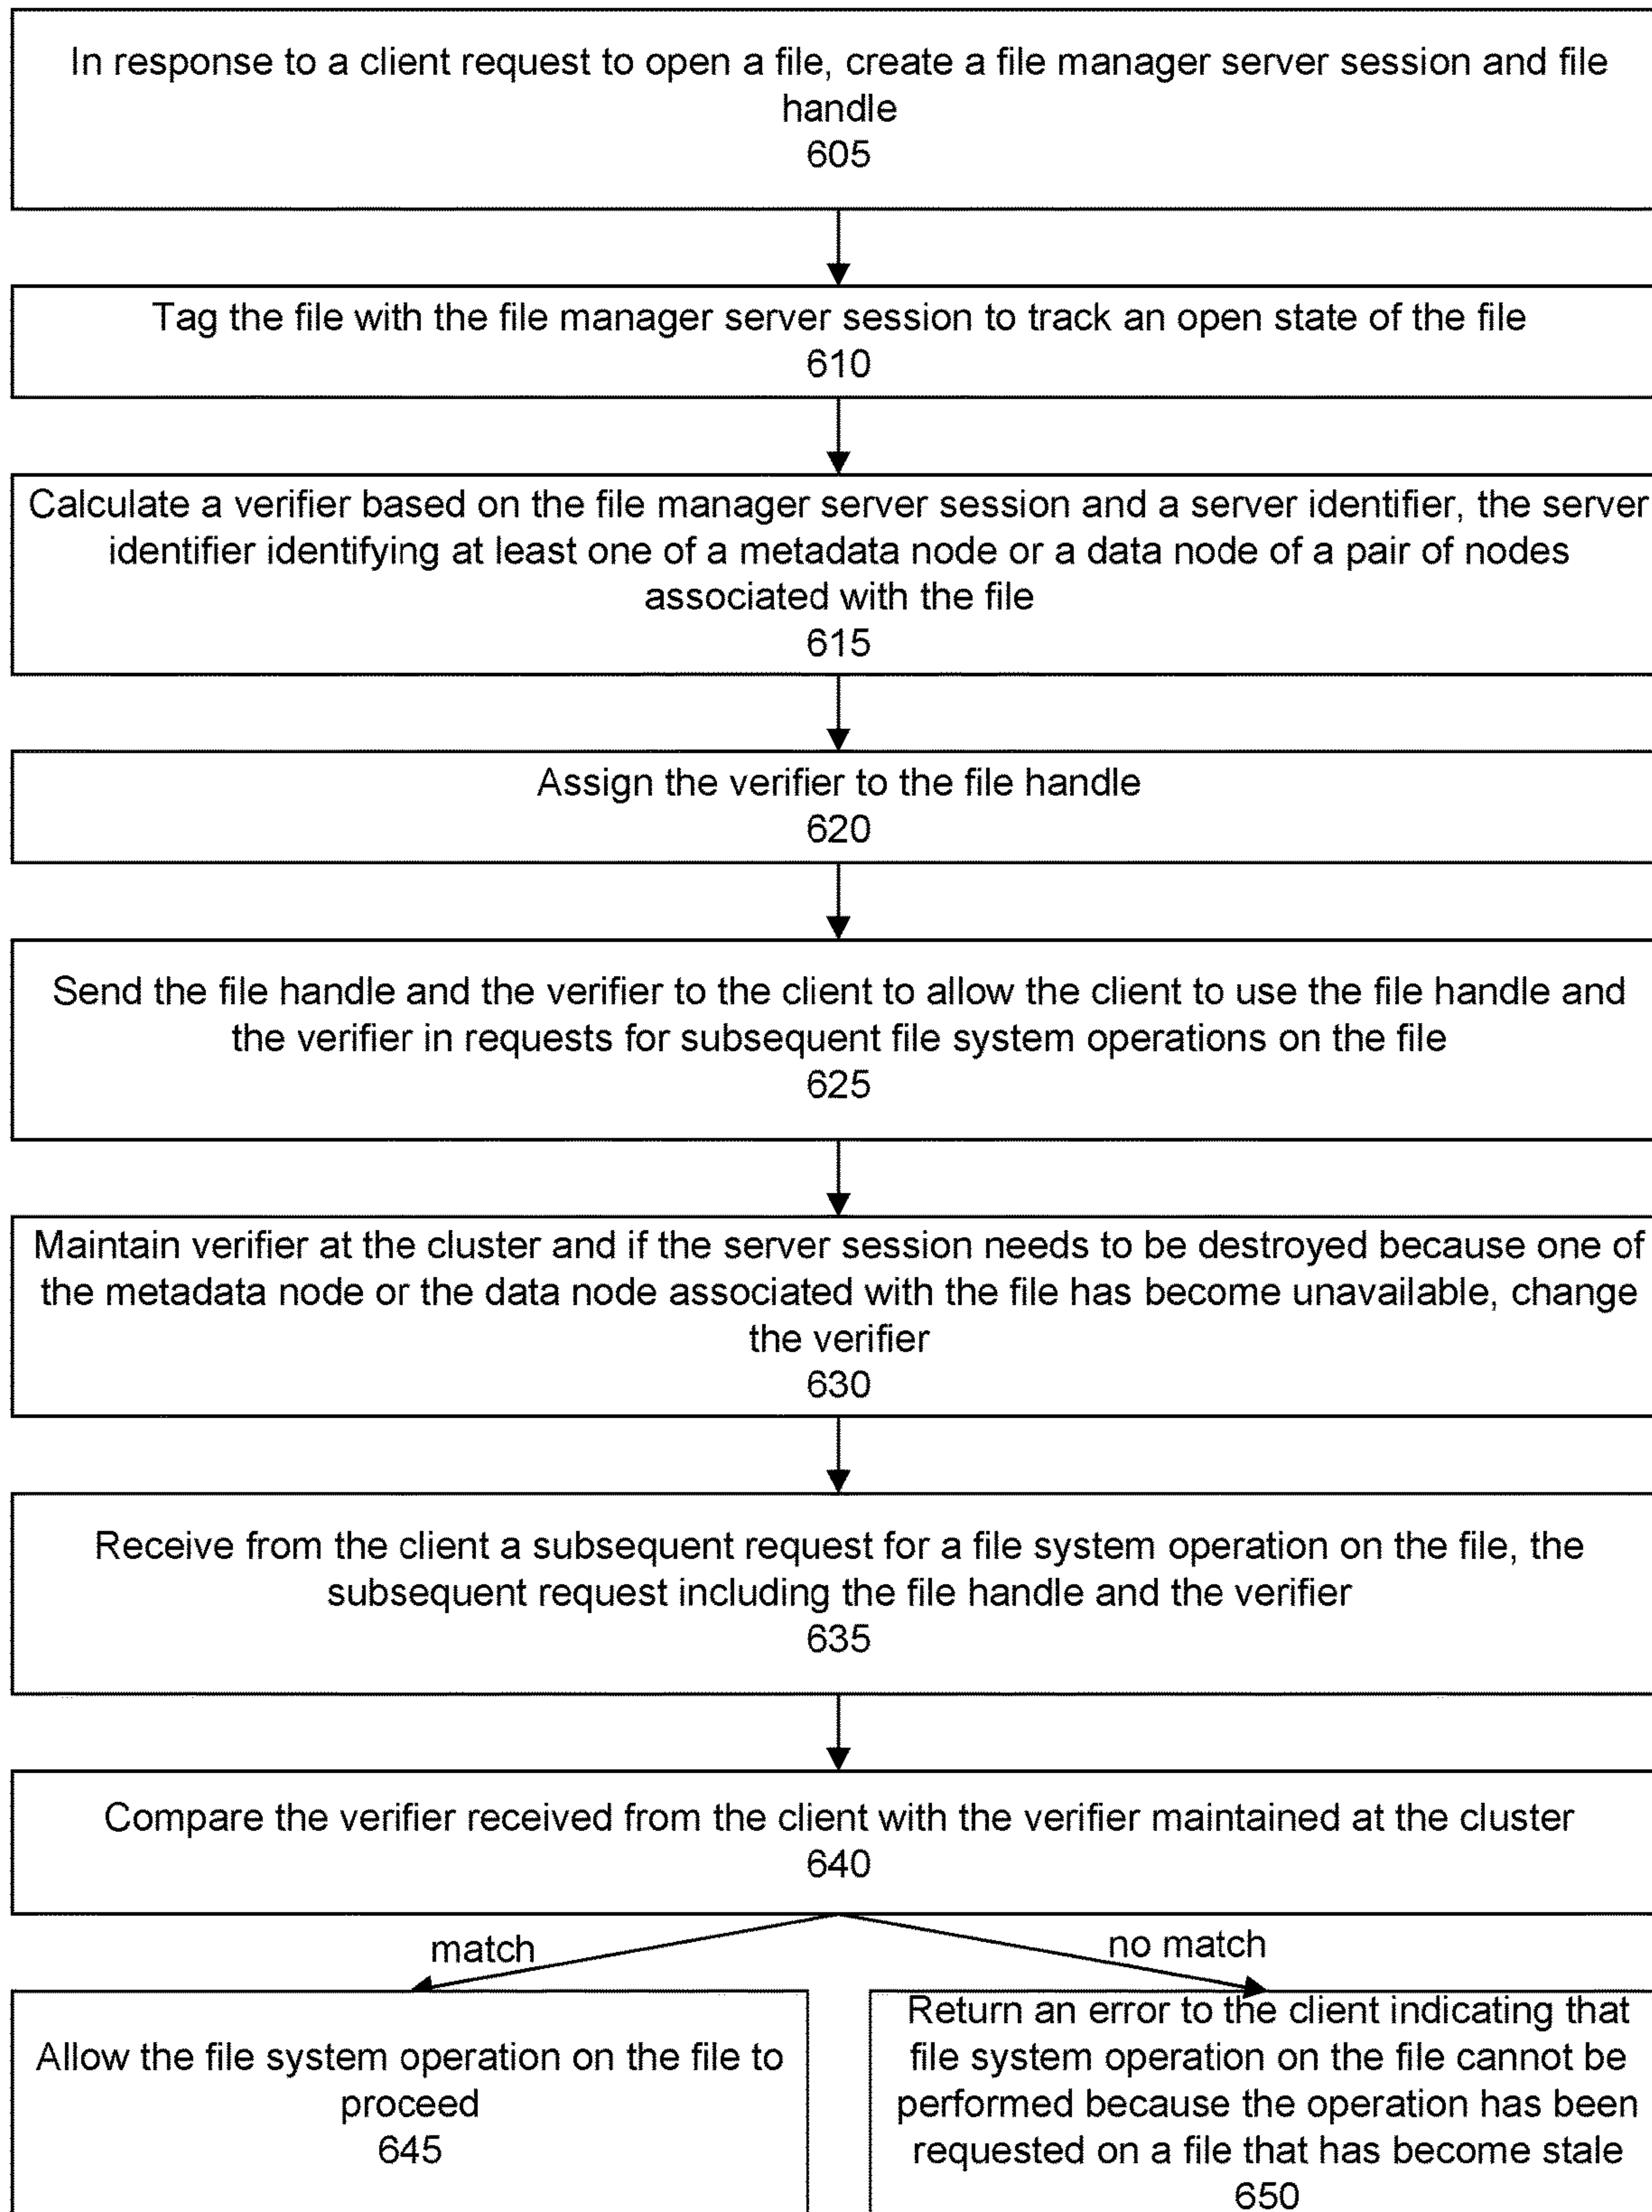 In response to a client request to open a file, create a file manager server session and file
handle
605
Tag the file with the file manager server session to track an open state of the file
610
Calculate a verifier based on the file manager server session and a server identifier, the server
identifier identifying at least one of a metadata node or a data node of a pair of nodes
associated with the file
615
Assign the verifier to the file handle
620
Send the file handle and the verifier to the client to allow the client to use the file handle and
the verifier in requests for subsequent file system operations on the file
625
Maintain verifier at the cluster and if the server session needs to be destroyed because one of
the metadata node or the data node associated with the file has become unavailable, change
the verifier
630
Receive from the client a subsequent request for a file system operation on the file, the
subsequent request including the file handle and the verifier
635
Compare the verifier received from the client with the verifier maintained at the cluster
640
match
no match
Allow the file system operation on the file to
proceed
645
Return an error to the client indicating that
file system operation on the file cannot be
performed because the operation has been
requested on a file that has become stale
650